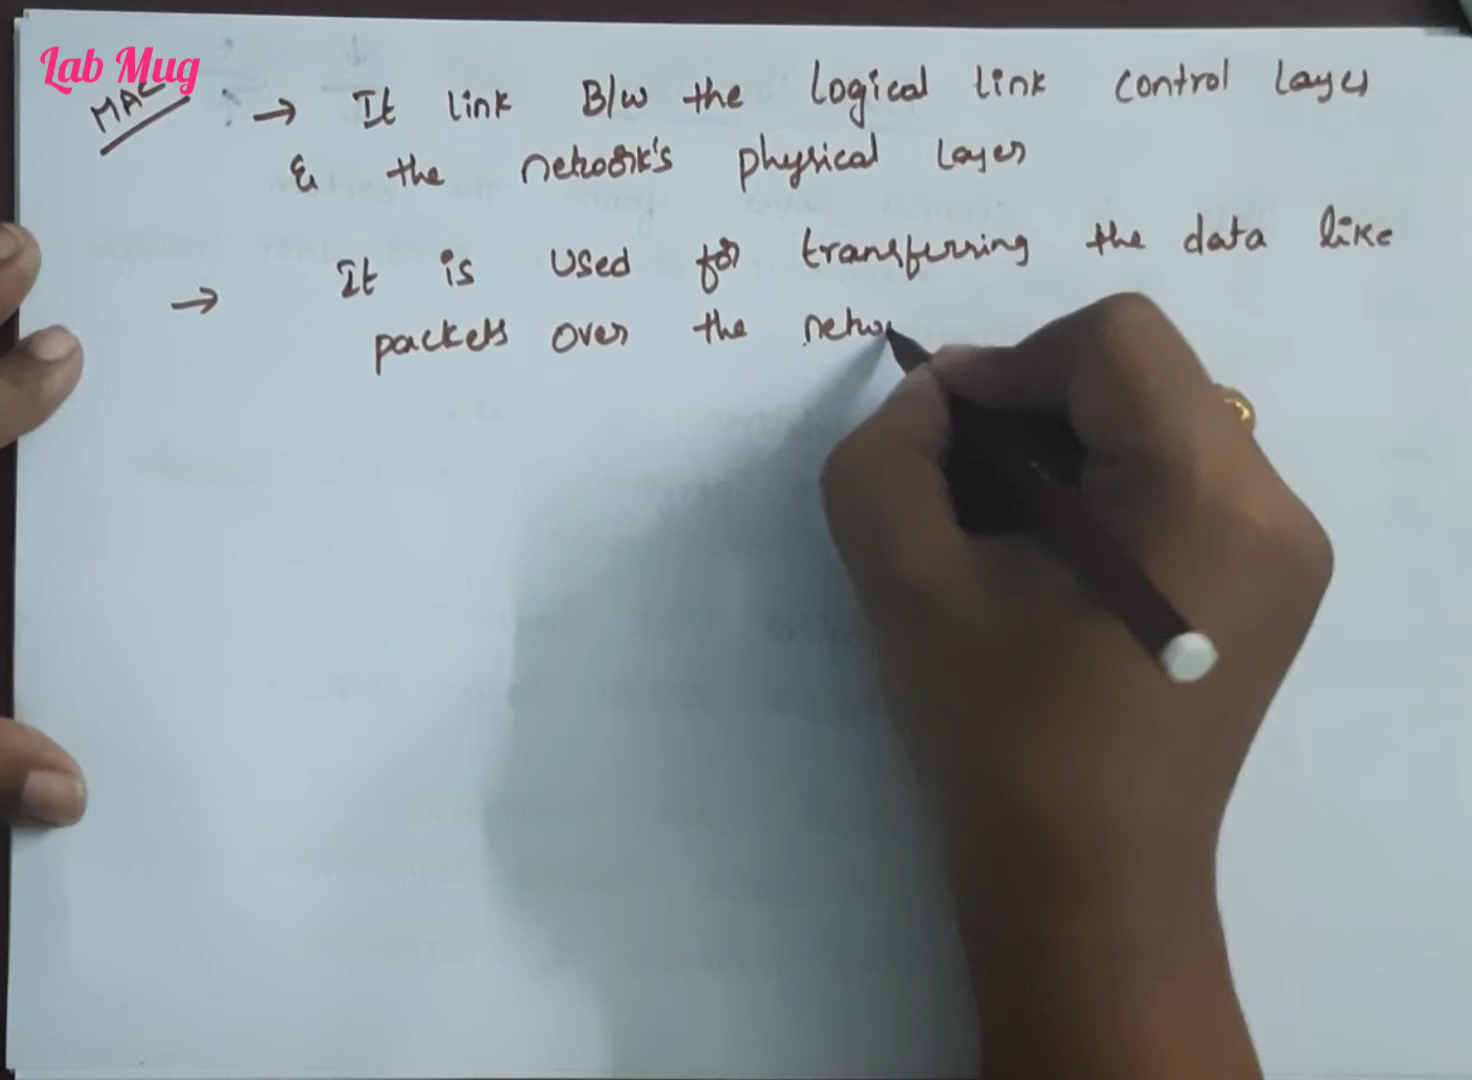 Lab Mug
MAC : → It link B/w the Logical link control Layer
& the network's physical Layer
→ It is used for transferring the data like
packets over the netwo